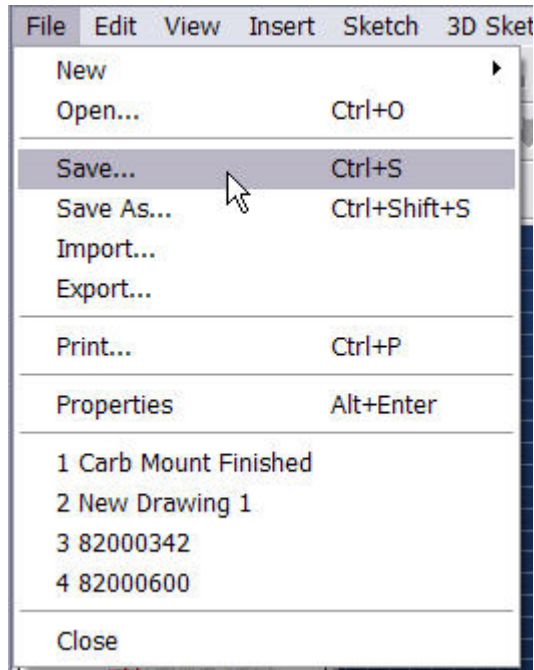 File Edit View Insert Sketch 3D Sket
New
Open... Ctrl+O
Save... Ctrl+S
Save As... Ctrl+Shift+S
Import...
Export...
Print... Ctrl+P
Properties Alt+Enter
1 Carb Mount Finished
2 New Drawing 1
3 82000342
4 82000600
Close